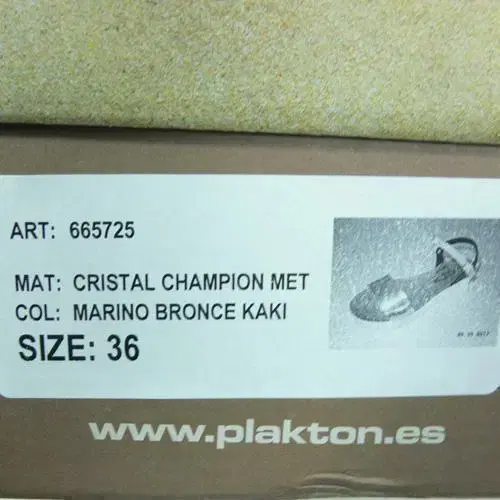 ART: 665725
MAT: CRISTAL CHAMPION MET
COL: MARINO BRONCE KAKI
SIZE: 36
www.plakton.es